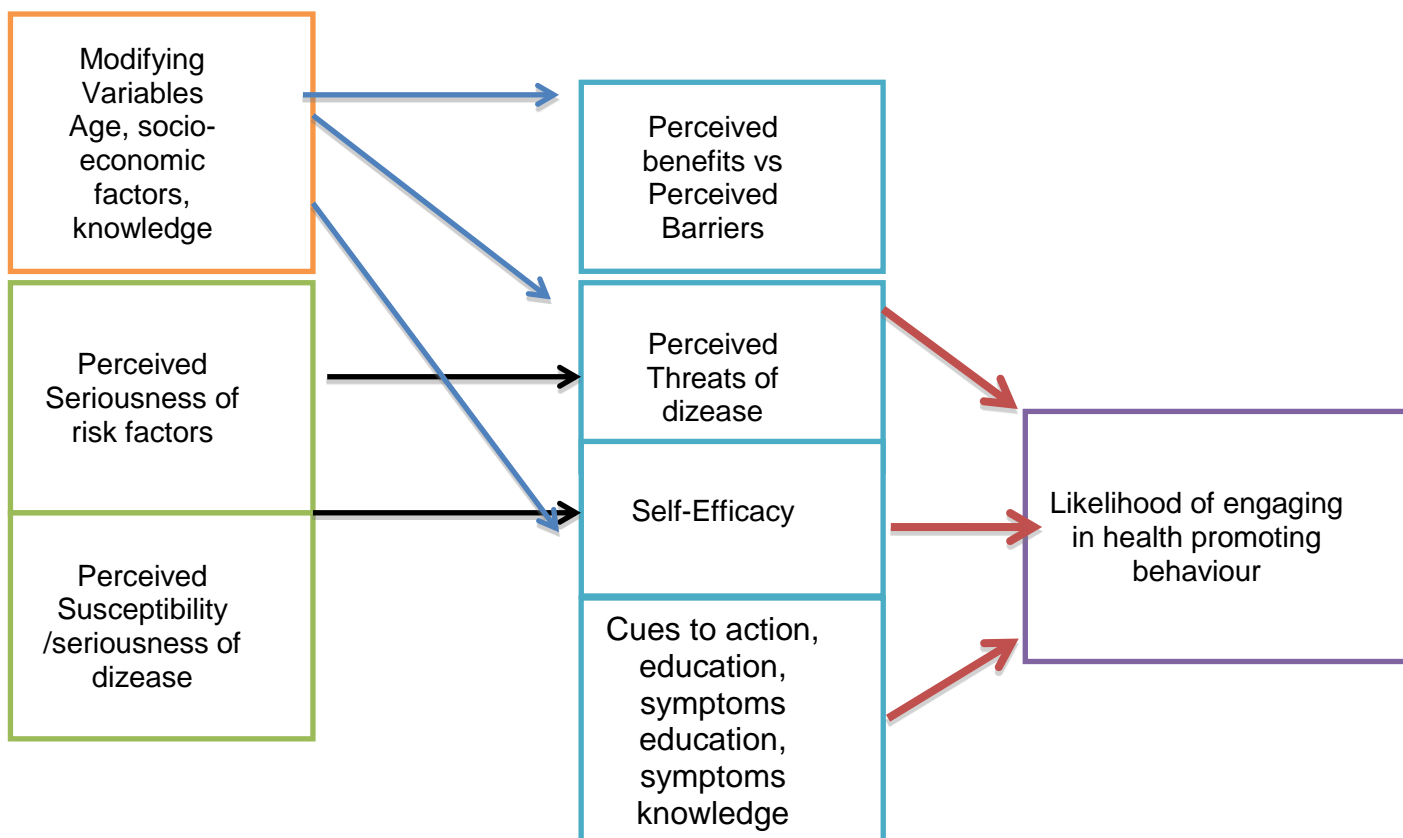 Modifying
Variables
Age, socio-
economic
factors,
knowledge
Perceived
Seriousness of
risk factors
Perceived
Susceptibility
/seriousness of
dizease
Perceived
benefits vs
Perceived
Barriers
Perceived
Threats of
dizease
Self-Efficacy
Cues to action,
education,
symptoms
education,
symptoms
knowledge
Likelihood of engaging
in health promoting
behaviour